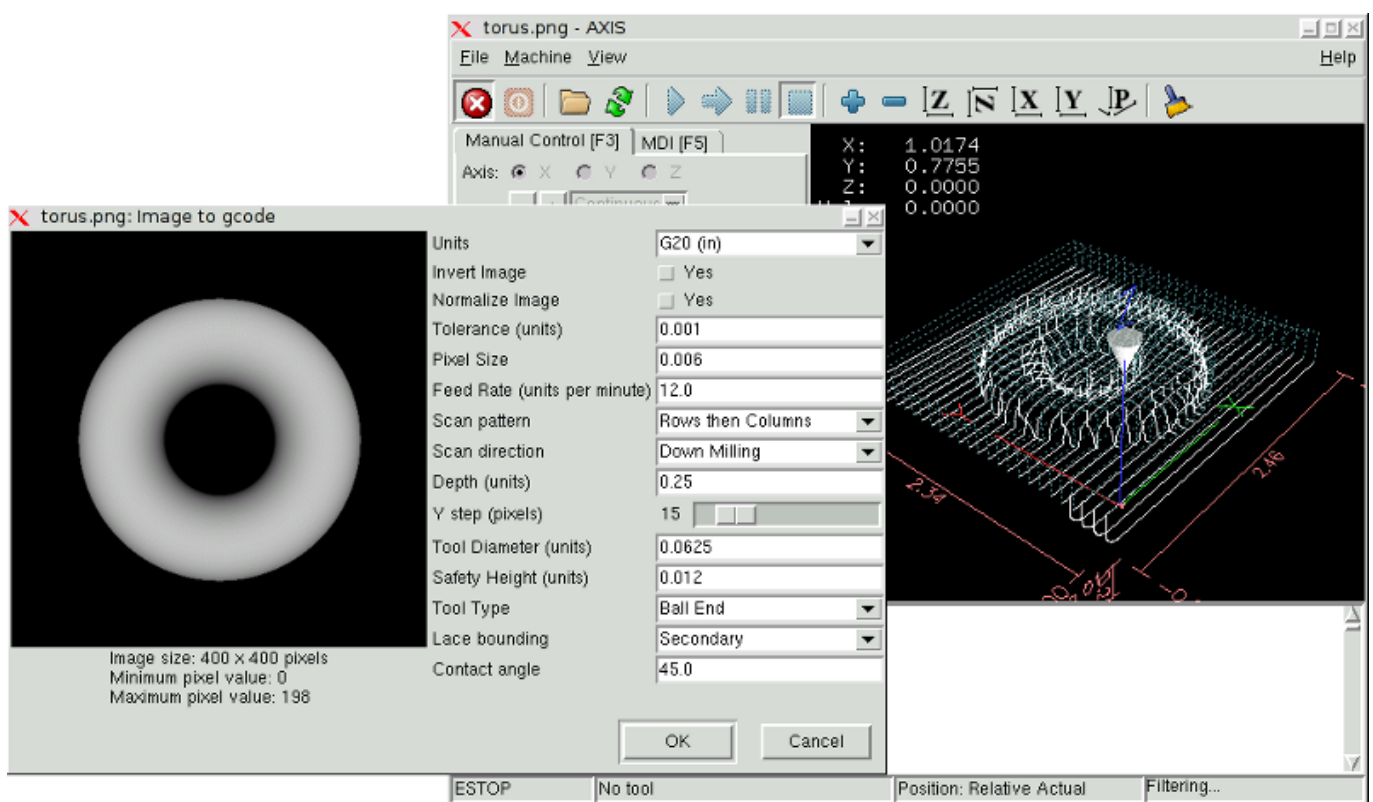 torus.png - AXIS
File Machine View Help
Z N X Y P
Manual Control [F3] MDI [F5]
Axis: X Y Z
Continuous
X: 1.0174
Y: 0.7755
Z: 0.0000
0.0000
torus.png: Image to gcode
Units G20 (in)
Invert Image Yes
Normalize Image Yes
Tolerance (units) 0.001
Pixel Size 0.006
Feed Rate (units per minute) 12.0
Scan pattern Rows then Columns
Scan direction Down Milling
Depth (units) 0.25
Y step (pixels) 15
Tool Diameter (units) 0.0625
Safety Height (units) 0.012
Tool Type Ball End
Lace bounding Secondary
Contact angle 45.0
Image size: 400 x 400 pixels
Minimum pixel value: 0
Maximum pixel value: 198
OK Cancel
X
2.34
2.46
ESTOP No tool Position: Relative Actual Filtering...